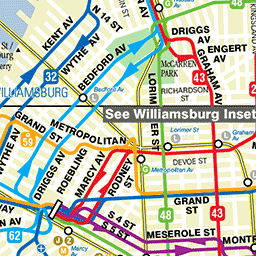 KENT AV
N 14 ST
WYTHE AV
DRIGGS AV
ENGERT AV
GRAHAM AV
BEDFORD AV
McCARREN PARK
32
43
RICHARDSON ST
WILLIAMSBURG
Bedford Av
LORIMER ST
See Williamsburg Inset
METROPOLITAN
Lorimer St
Graham
GRAND ST
59
WYTHE AV
DRIGGS AV
ROEBLING
MARCY AV
RODNEY ST
DEVOE ST
G
Metropolitan Av
GRAND ST
48
43
62
S 4 ST
S 5 ST
MESEROLE ST
MONTR
J
Z
Marcy
2
G